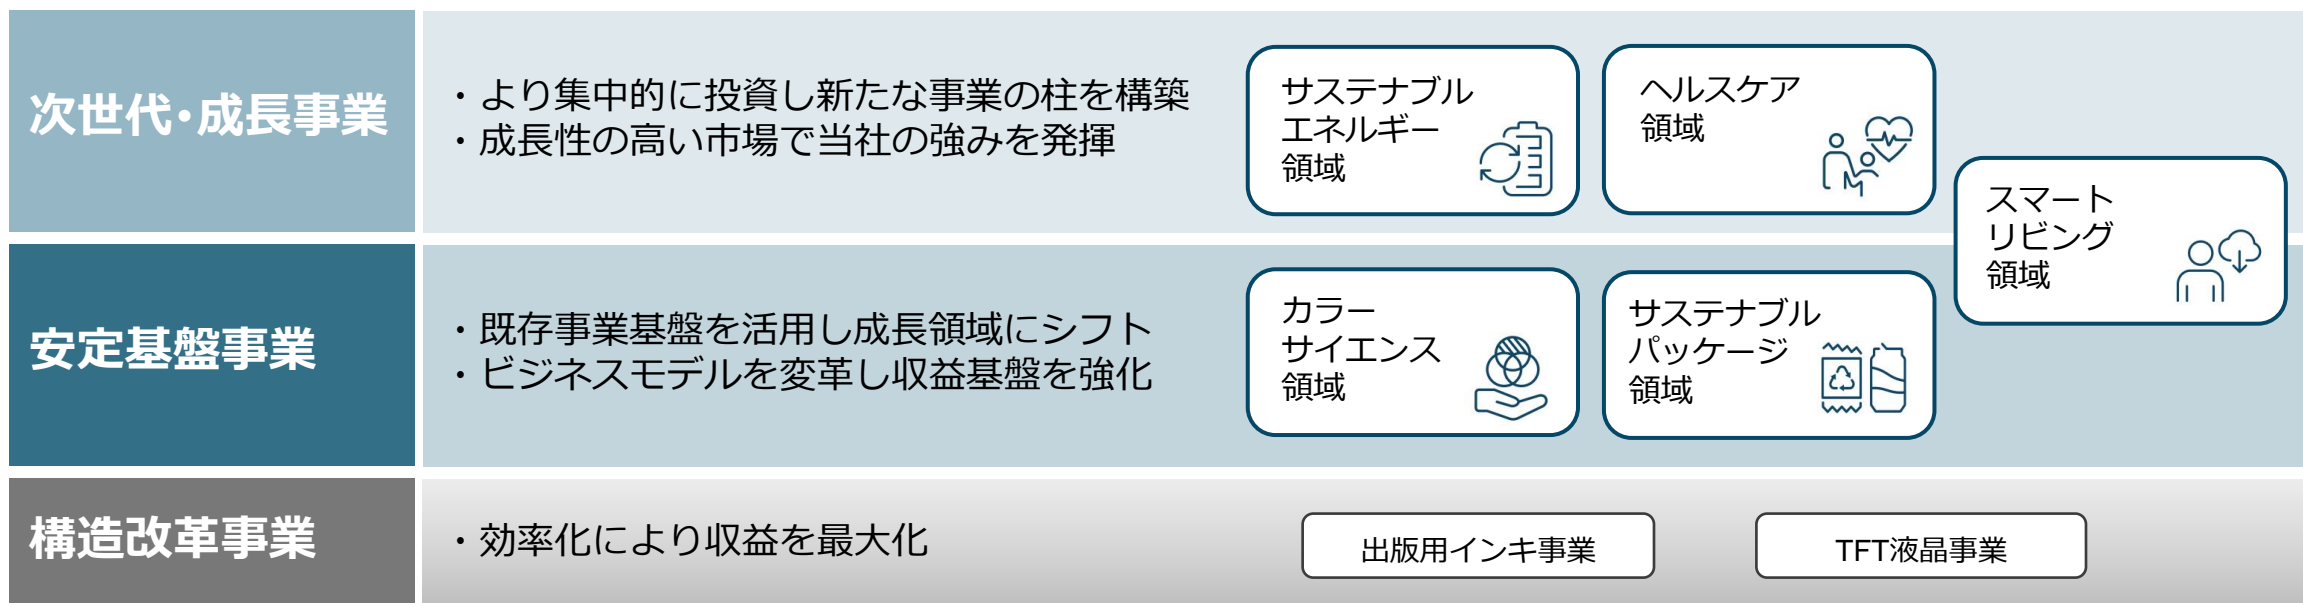 次世代・成長事業
・より集中的に投資し新たな事業の柱を構築
・成長性の高い市場で当社の強みを発揮
サステナブル
エネルギー
領域
ヘルスケア
領域
スマート
リビング
領域
安定基盤事業
・既存事業基盤を活用し成長領域にシフト
・ビジネスモデルを変革し収益基盤を強化
カラー
サイエンス
領域
サステナブル
パッケージ
領域
構造改革事業
・効率化により収益を最大化
出版用インキ事業
TFT液晶事業